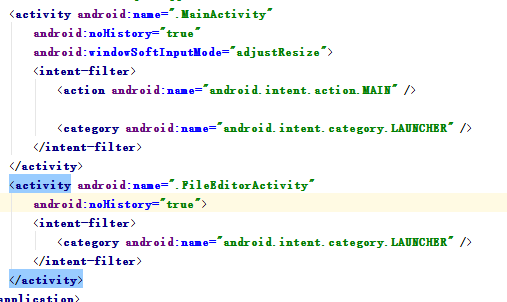 <activity android:name=".MainActivity"
android:noHistory="true"
android:windowSoftInputMode="adjustResize">
<intent-filter>
<action android:name="android.intent.action.MAIN" />
<category android:name="android.intent.category.LAUNCHER" />
</intent-filter>
</activity>
<activity android:name=".FileEditorActivity"
android:noHistory="true">
<intent-filter>
<category android:name="android.intent.category.LAUNCHER" />
</intent-filter>
</activity>
application>